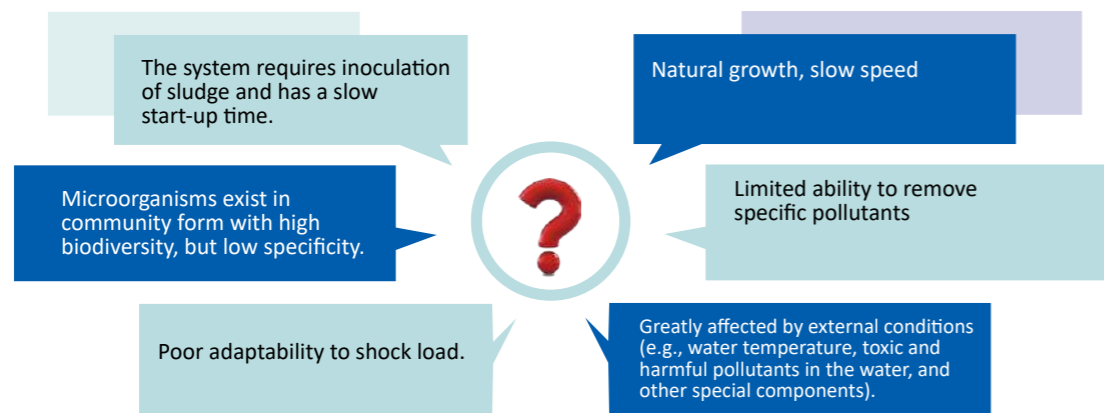 The system requires inoculation
of sludge and has a slow
start-up time.
Natural growth, slow speed
Microorganisms exist in
community form with high
biodiversity, but low specificity.
Limited ability to remove
specific pollutants
Poor adaptability to shock load.
Greatly affected by external conditions
(e.g., water temperature, toxic and
harmful pollutants in the water, and
other special components).
?